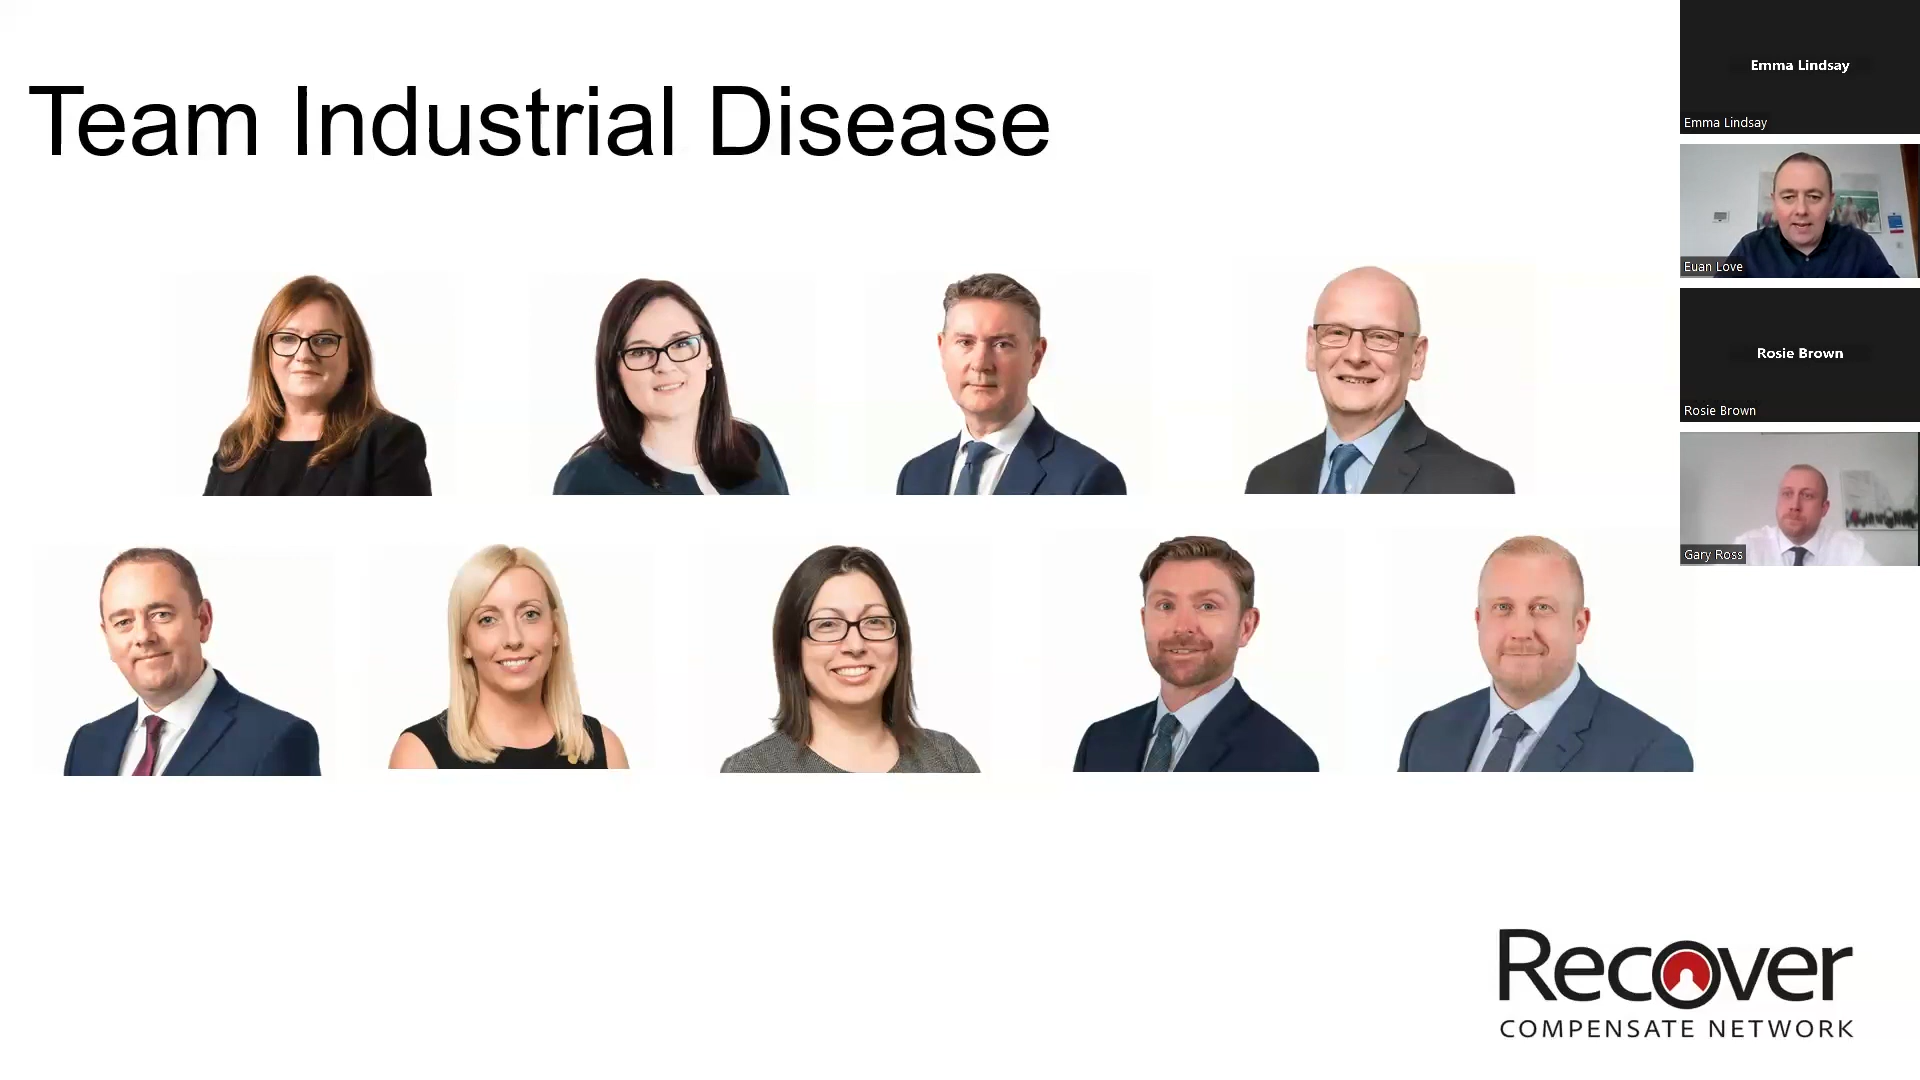 Team Industrial Disease
Emma Lindsay
Emma Lindsay
Euan Love
Rosie Brown
Rosie Brown
Gary Ross
Recover
COMPENSATE NETWORK